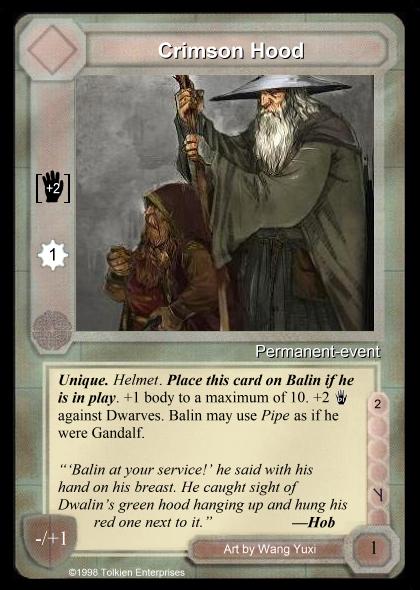 Crimson Hood
[+2]
1
Permanent-event
Unique. Helmet. Place this card on Balin if he
is in play. +1 body to a maximum of 10. +2
against Dwarves. Balin may use Pipe as if he
were Gandalf.
2
“‘Balin at your service!’ he said with his
hand on his breast. He caught sight of
Dwalin’s green hood hanging up and hung his
red one next to it.” —Hob
-/+1
Art by Wang Yuxi
1
©1998 Tolkien Enterprises